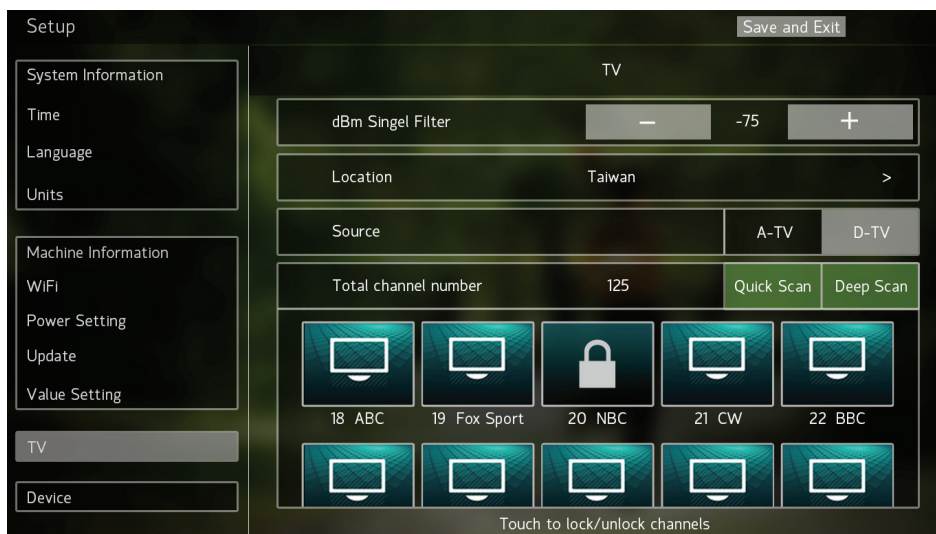 Setup
Save and Exit
System Information
Time
Language
Units
Machine Information
WiFi
Power Setting
Update
Value Setting
TV
Device
TV
dBm Singel Filter
− -75 +
Location Taiwan >
Source A-TV D-TV
Total channel number 125 Quick Scan Deep Scan
18 ABC 19 Fox Sport 20 NBC 21 CW 22 BBC
Touch to lock/unlock channels